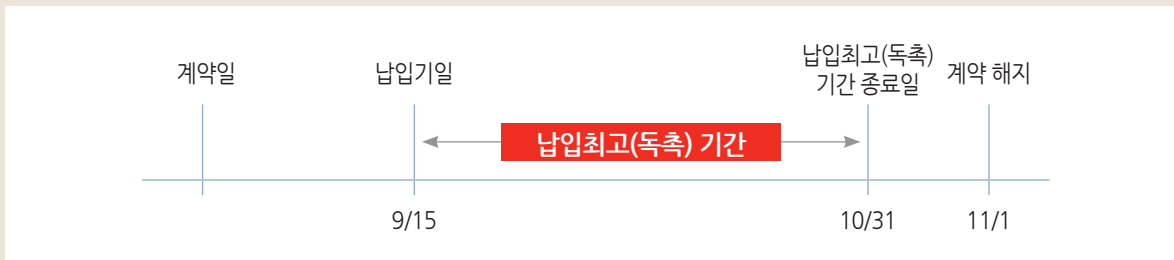 계약일
납입기일
납입최고(독촉)
기간 종료일
계약 해지
납입최고(독촉) 기간
9/15
10/31
11/1